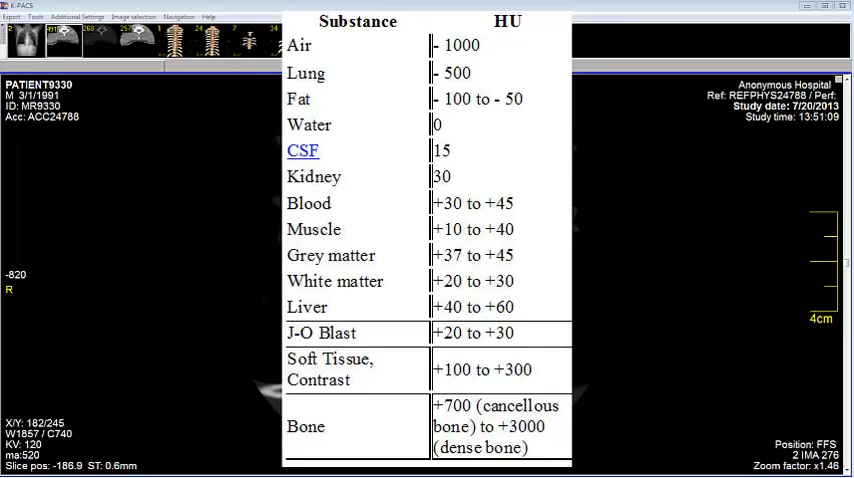 K-PACS
Export Tools Additional Settings Image selection Navigation Help
PATIENT9330
M 3/1/1991
ID: MR9330
Acc: ACC24788
Anonymous Hospital
Ref: REFPHYS24788 / Perf:
Study date: 7/20/2013
Study time: 13:51:09
Substance HU
Air - 1000
Lung - 500
Fat - 100 to - 50
Water 0
CSF 15
Kidney 30
Blood +30 to +45
Muscle +10 to +40
Grey matter +37 to +45
White matter +20 to +30
Liver +40 to +60
J-O Blast +20 to +30
Soft Tissue,
Contrast +100 to +300
Bone +700 (cancellous
bone) to +3000
(dense bone)
-820
R
4cm
X/Y: 182/245
W1857 / C740
KV: 120
ma:520
Slice pos: -186.9 ST: 0.6mm
Position: FFS
2 IMA 276
Zoom factor: x1.46